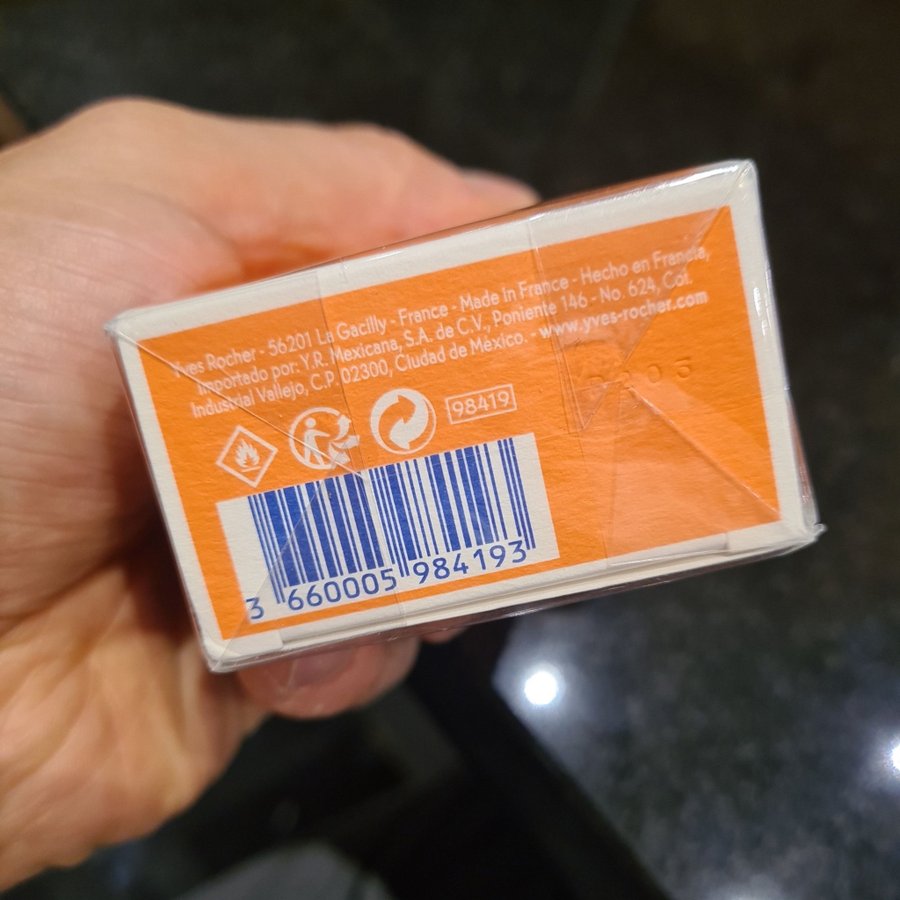 Yves Rocher - 56201 La Gacilly - France - Made in France - Hecho en Francia,
Importado por: Y.R. Mexicana, S.A. de C.V., Poniente 146 - No. 624, Col.
Industrial Vallejo, C.P. 02300, Ciudad de México. - www.yves-rocher.com
98419
3 660005 984193